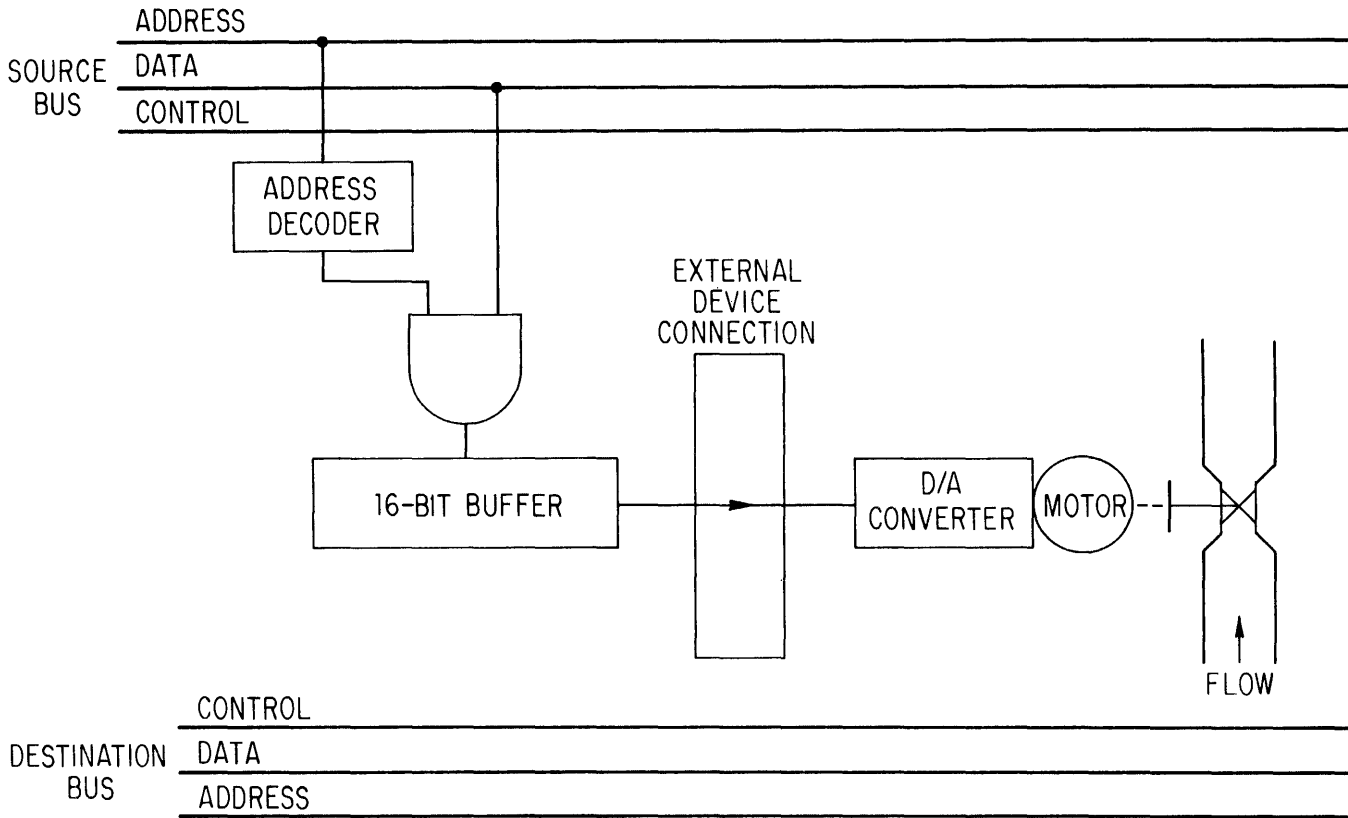 ADDRESS
SOURCE
BUS
DATA
CONTROL
ADDRESS
DECODER
EXTERNAL
DEVICE
CONNECTION
16-BIT BUFFER
D/A
CONVERTER
MOTOR
FLOW
CONTROL
DESTINATION
BUS
DATA
ADDRESS